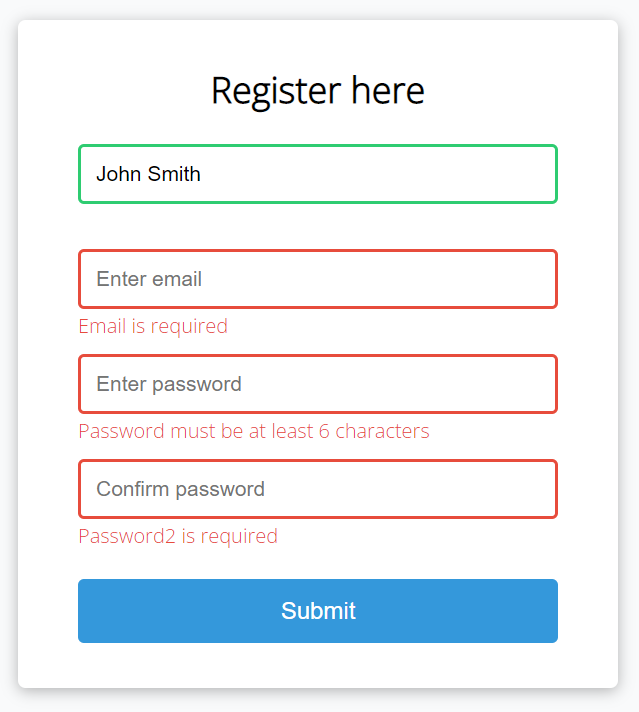 Register here
John Smith
Enter email
Email is required
Enter password
Password must be at least 6 characters
Confirm password
Password2 is required
Submit